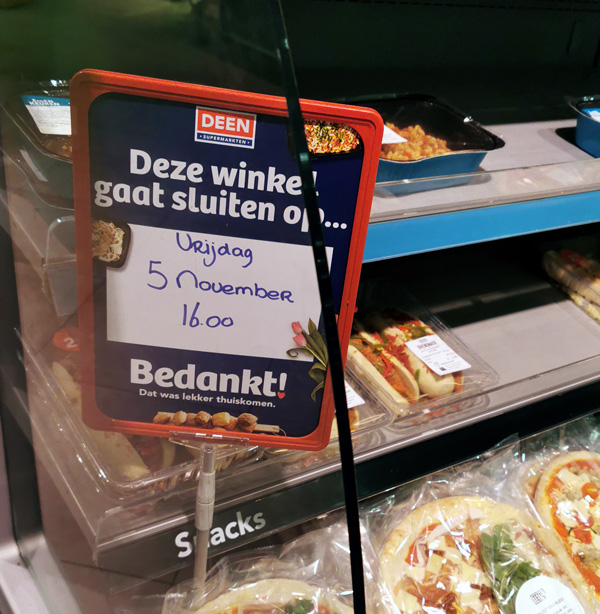 DEEN
SUPERMARKTEN
Deze winkel
gaat sluiten op...
Vrijdag
5 November
16.00
Bedankt!
Dat was lekker thuiskomen.
Snacks